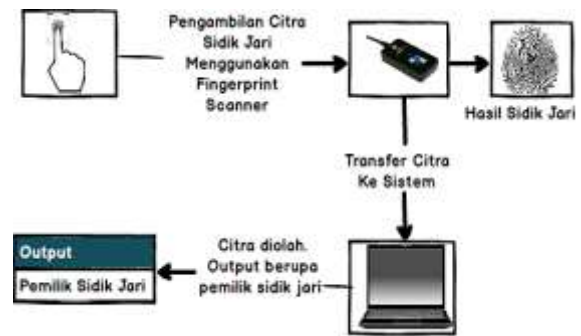 Pengambilan Citra
Sidik Jari
Menggunakan
Fingerprint
Scanner
Hasil Sidik Jari
Transfer Citra
Ke Sistem
Citra diolah.
Output berupa
pemilik sidik jari
Output
Pemilik Sidik Jari